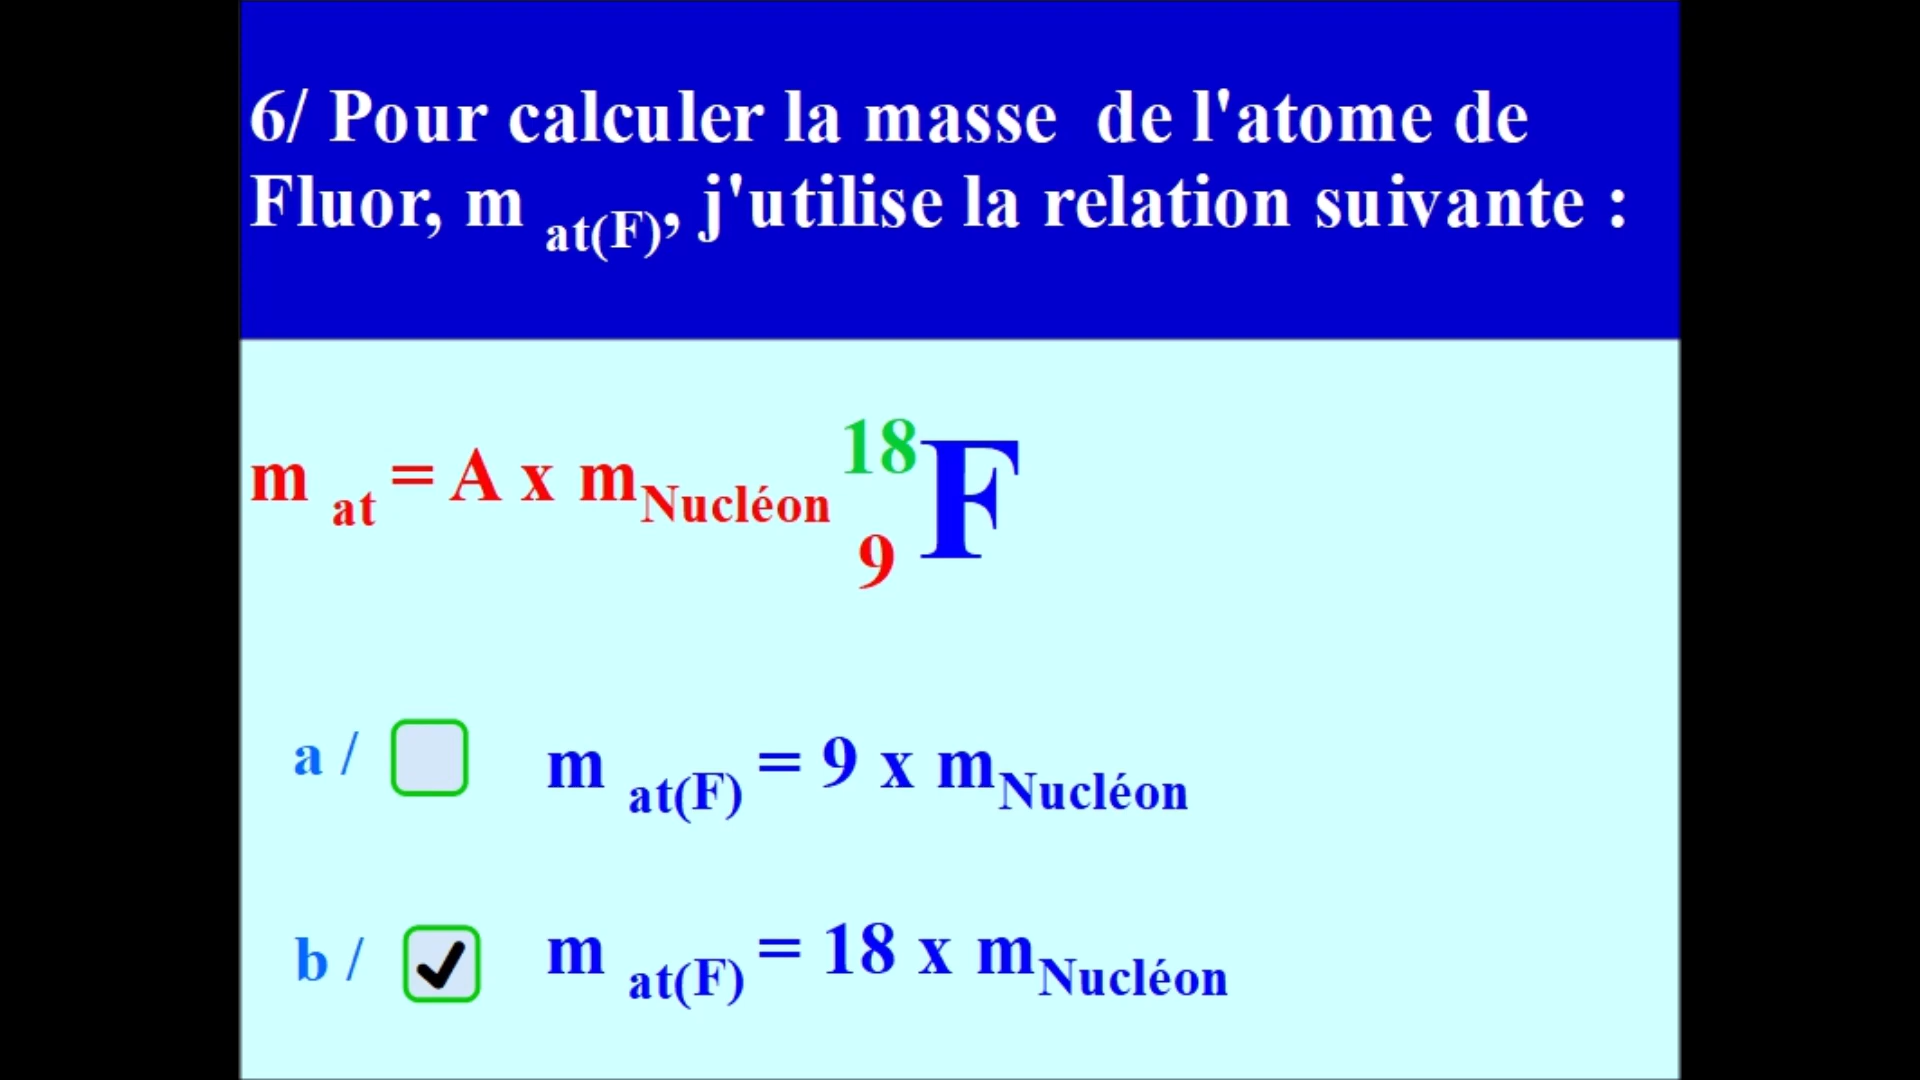 6/ Pour calculer la masse de l'atome de
Fluor, m at(F), j'utilise la relation suivante :
m at = A x mNucléon 18 9 F
a / m at(F) = 9 x mNucléon
b / ✔ m at(F) = 18 x mNucléon